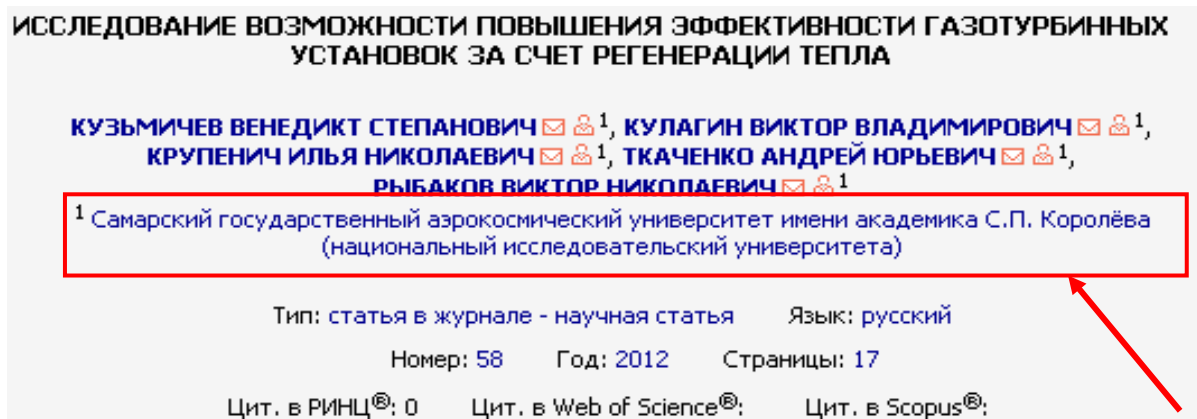 ИССЛЕДОВАНИЕ ВОЗМОЖНОСТИ ПОВЫШЕНИЯ ЭФФЕКТИВНОСТИ ГАЗОТУРБИННЫХ
УСТАНОВОК ЗА СЧЕТ РЕГЕНЕРАЦИИ ТЕПЛА
КУЗЬМИЧЕВ ВЕНЕДИКТ СТЕПАНОВИЧ 1, КУЛАГИН ВИКТОР ВЛАДИМИРОВИЧ 1,
КРУПЕНИЧ ИЛЬЯ НИКОЛАЕВИЧ 1, ТКАЧЕНКО АНДРЕЙ ЮРЬЕВИЧ 1,
РЫБАКОВ ВИКТОР НИКОЛАЕВИЧ 1
1 Самарский государственный аэрокосмический университет имени академика С.П. Королёва
(национальный исследовательский университета)
Тип: статья в журнале - научная статья Язык: русский
Номер: 58 Год: 2012 Страницы: 17
Цит. в РИНЦ®: 0 Цит. в Web of Science®: Цит. в Scopus®: